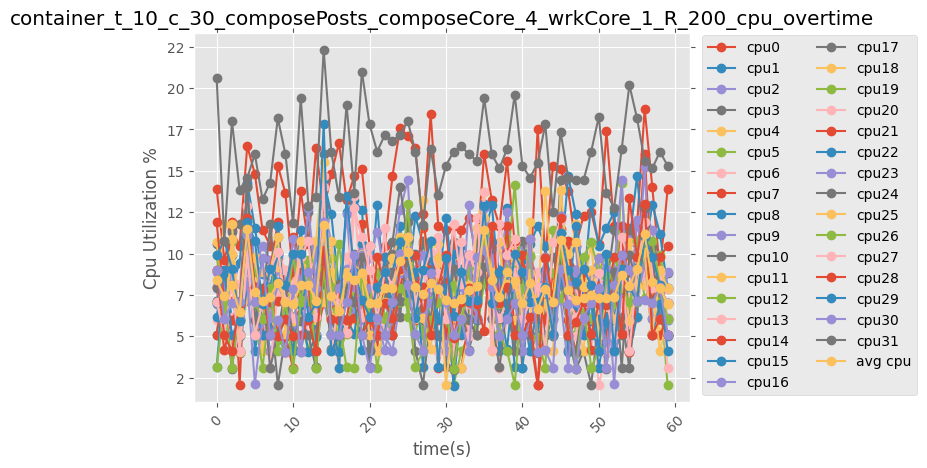 container_t_10_c_30_composePosts_composeCore_4_wrkCore_1_R_200_cpu_overtime
Cpu Utilization %
22
20
17
15
12
10
7
5
2
0
10
20
30
40
50
60
time(s)
cpu0
cpu1
cpu2
cpu3
cpu4
cpu5
cpu6
cpu7
cpu8
cpu9
cpu10
cpu11
cpu12
cpu13
cpu14
cpu15
cpu16
cpu17
cpu18
cpu19
cpu20
cpu21
cpu22
cpu23
cpu24
cpu25
cpu26
cpu27
cpu28
cpu29
cpu30
cpu31
avg cpu